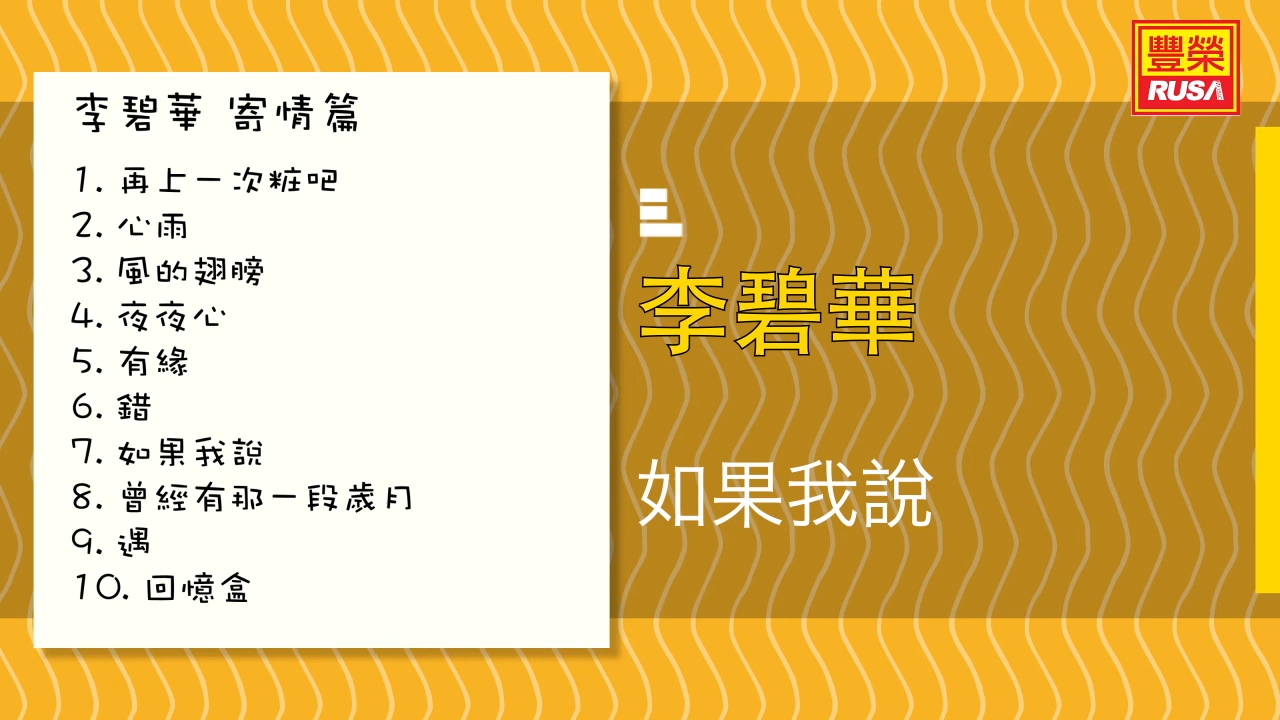 李碧華 寄情篇
1. 再上一次粧吧
2. 心雨
3. 風的翅膀
4. 夜夜心
5. 有緣
6. 錯
7. 如果我說
8. 曾經有那一段歲月
9. 遇
10. 回憶盒
豐榮
RUSA
李碧華
如果我說